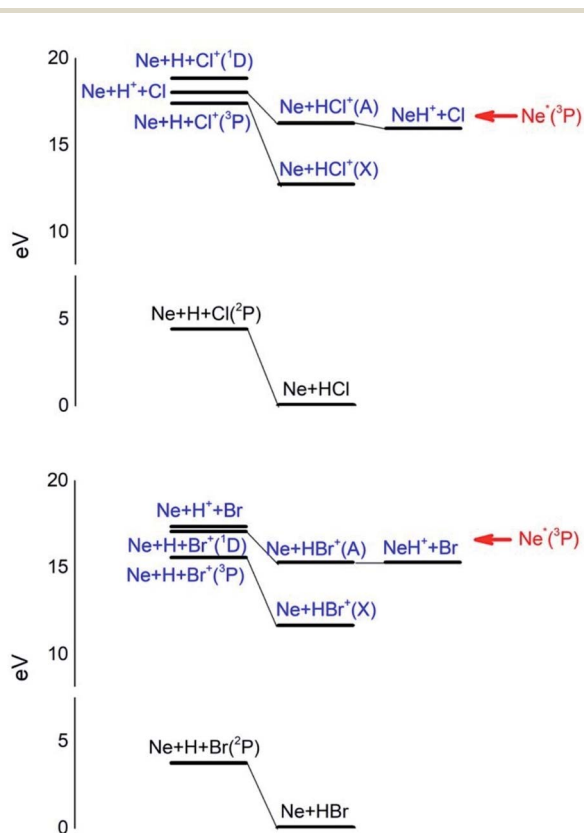 20
Ne+H+Cl⁺(¹D)
Ne+H⁺+Cl
Ne+HCl⁺(A)
NeH⁺+Cl
Ne*(³P)
Ne+H+Cl⁺(³P)
15
Ne+HCl⁺(X)
10
eV
5
Ne+H+Cl(²P)
Ne+HCl
0
20
Ne+H⁺+Br
Ne*(³P)
Ne+H+Br⁺(¹D)
Ne+HBr⁺(A)
NeH⁺+Br
15
Ne+H+Br⁺(³P)
Ne+HBr⁺(X)
10
eV
5
Ne+H+Br(²P)
Ne+HBr
0